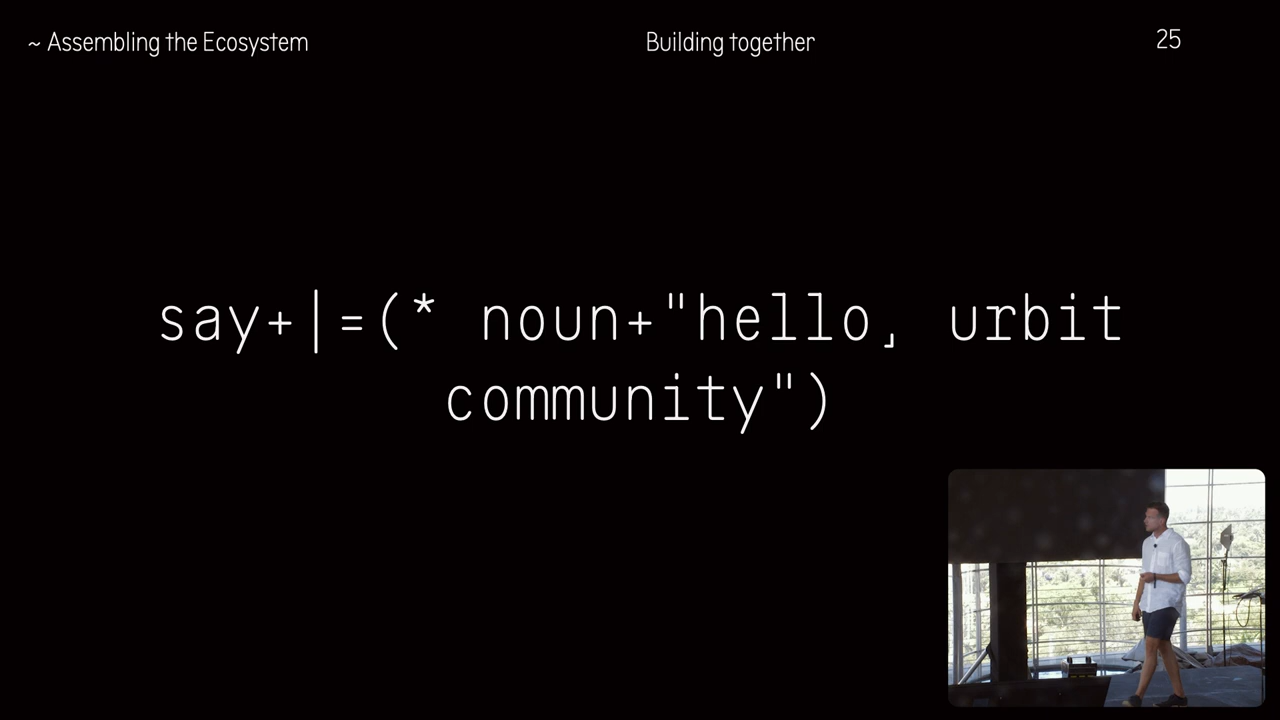 ~ Assembling the Ecosystem
Building together
25
say+|=(* noun+"hello, urbit
community")